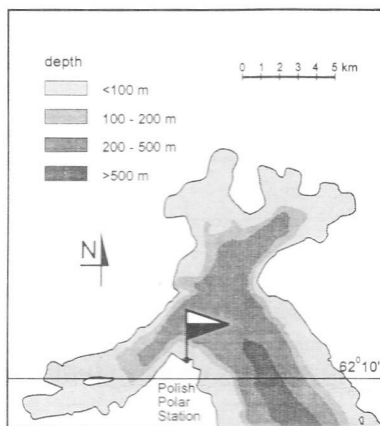 depth
<100 m
100 - 200 m
200 - 500 m
>500 m
0 1 2 3 4 5 km
N
62°10'
Polish
Polar
Station